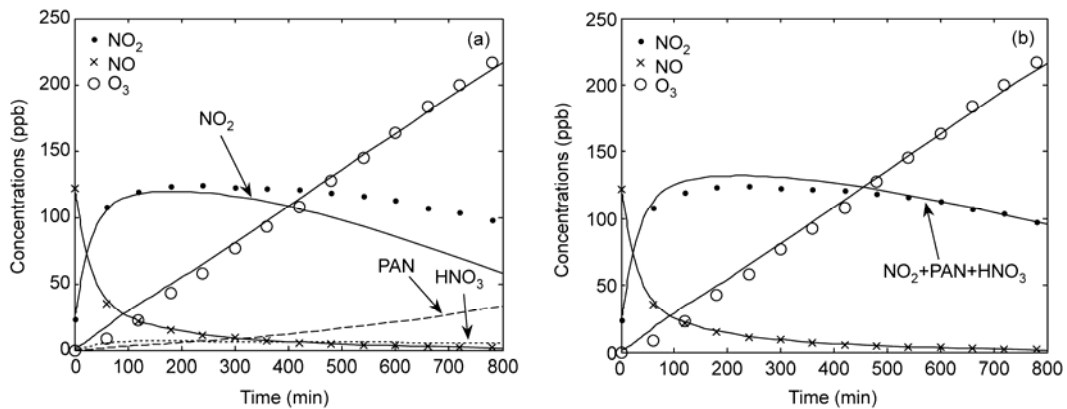 250
200
150
100
50
0
Concentrations (ppb)
(a)
NO₂
NO
O₃
NO₂
PAN
HNO₃
0 100 200 300 400 500 600 700 800
Time (min)
250
200
150
100
50
0
Concentrations (ppb)
(b)
NO₂
NO
O₃
NO₂+PAN+HNO₃
0 100 200 300 400 500 600 700 800
Time (min)